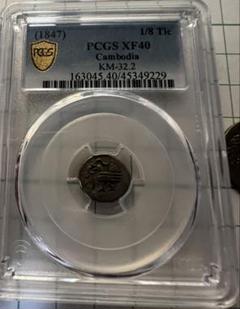 (1847) 1/8 Tic
PCGS XF40
Cambodia
KM-32.2
163045.40/45349229
PCGS